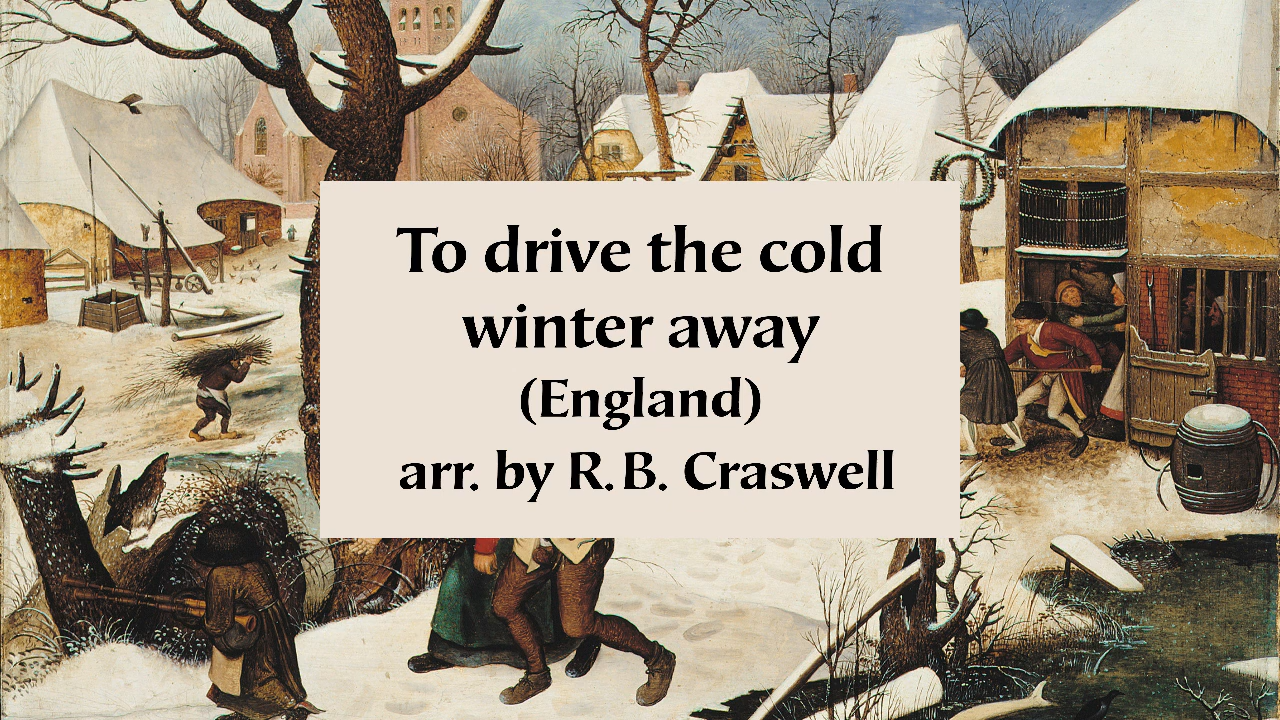 To drive the cold
winter away
(England)
arr. by R. B. Craswell